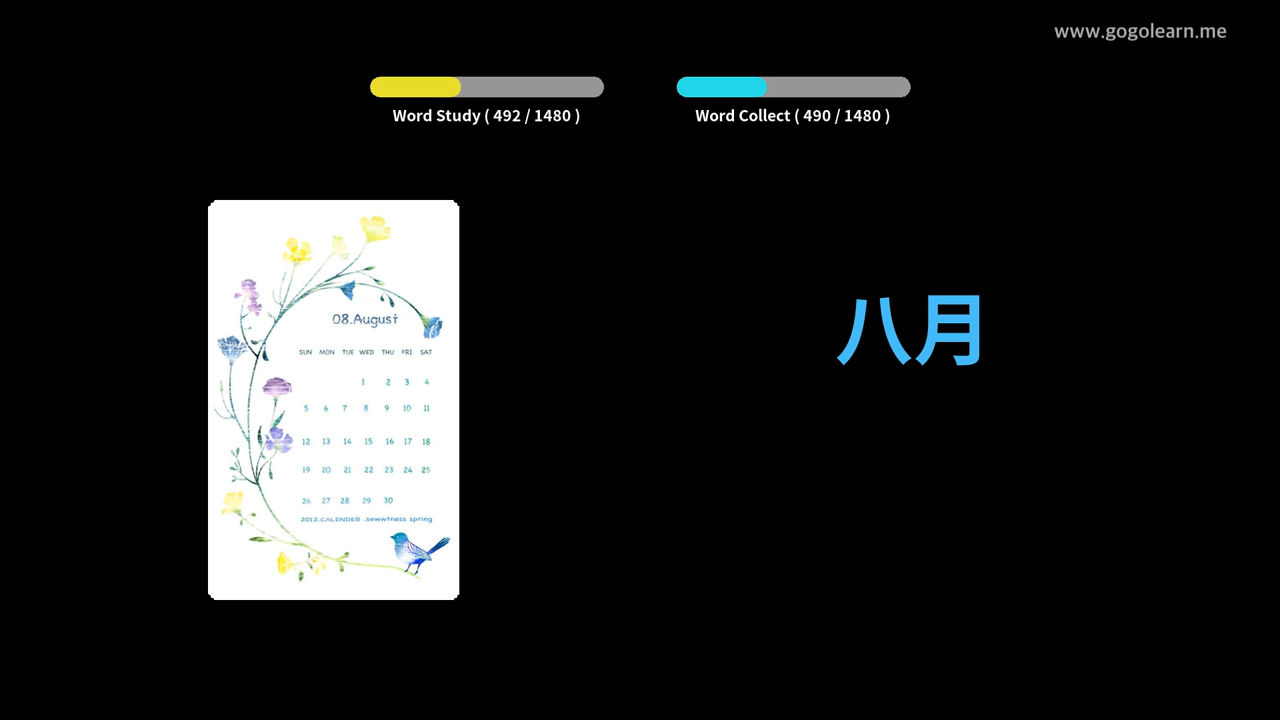 www.gogolearn.me
Word Study ( 492 / 1480 )
Word Collect ( 490 / 1480 )
08.August
SUN MON TUE WED THU FRI SAT
1 2 3 4
5 6 7 8 9 10 11
12 13 14 15 16 17 18
19 20 21 22 23 24 25
26 27 28 29 30
2012.CALENDER .sewwtness spring
八月